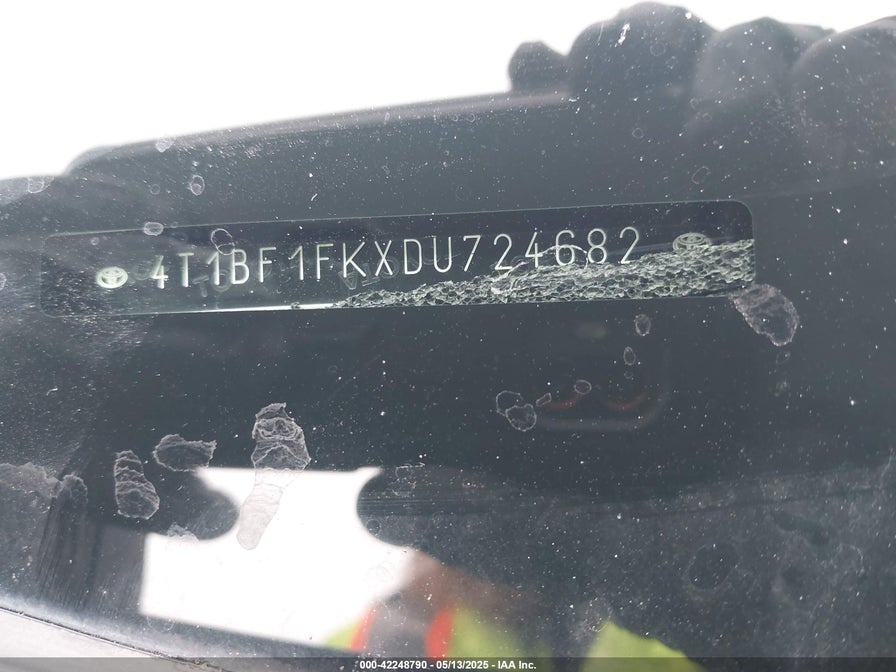 4T1BF1FKXDU724682
000-42248790 - 05/13/2025 - IAA Inc.